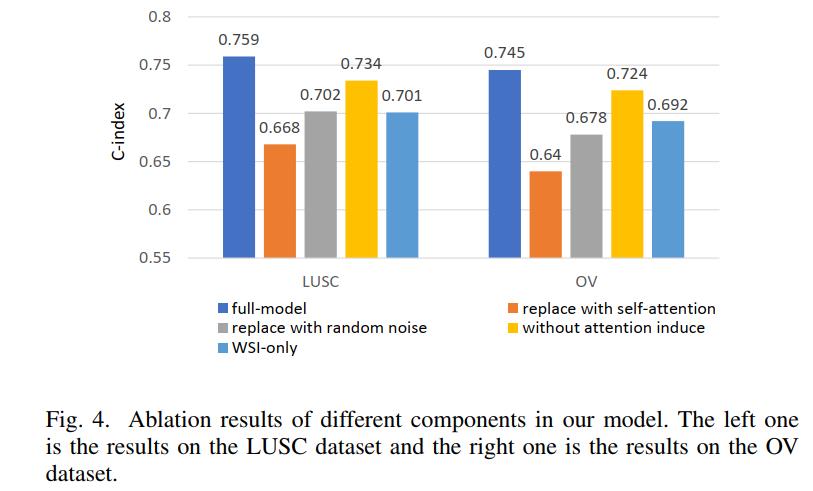 0.8
0.75
0.7
0.65
0.6
0.55
C-index
0.759
0.668
0.702
0.734
0.701
0.745
0.64
0.678
0.724
0.692
LUSC
OV
full-model
replace with self-attention
replace with random noise
without attention induce
WSI-only
Fig. 4. Ablation results of different components in our model. The left one
is the results on the LUSC dataset and the right one is the results on the OV
dataset.